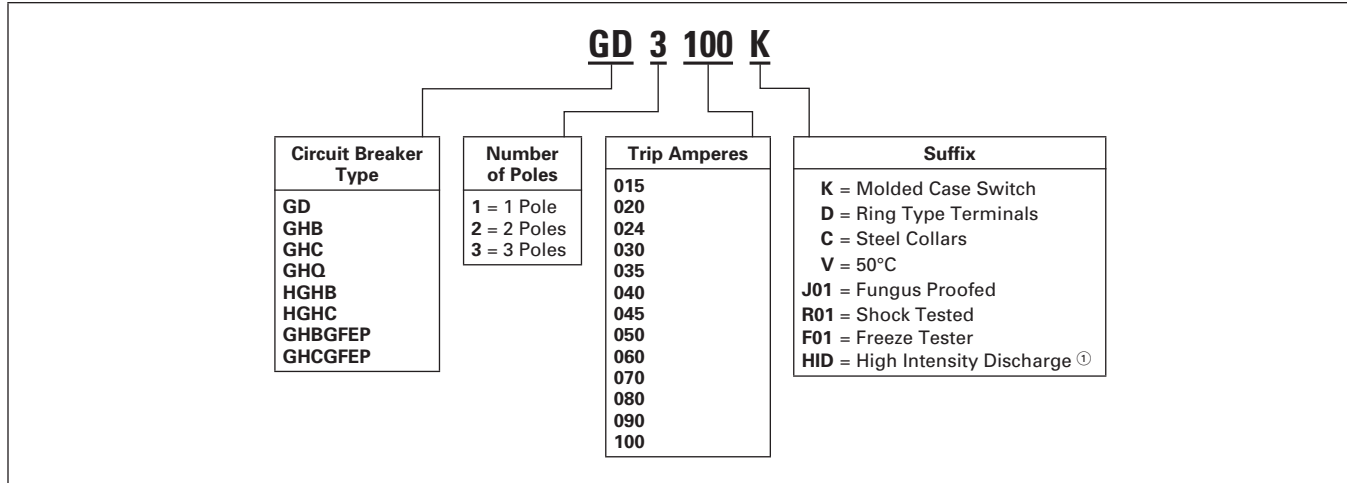 GD 3 100 K
Circuit Breaker
Type
GD
GHB
GHC
GHQ
HGHB
HGHC
GHBGFEP
GHCGFEP
Number
of Poles
1 = 1 Pole
2 = 2 Poles
3 = 3 Poles
Trip Amperes
015
020
024
030
035
040
045
050
060
070
080
090
100
Suffix
K = Molded Case Switch
D = Ring Type Terminals
C = Steel Collars
V = 50°C
J01 = Fungus Proofed
R01 = Shock Tested
F01 = Freeze Tester
HID = High Intensity Discharge ①